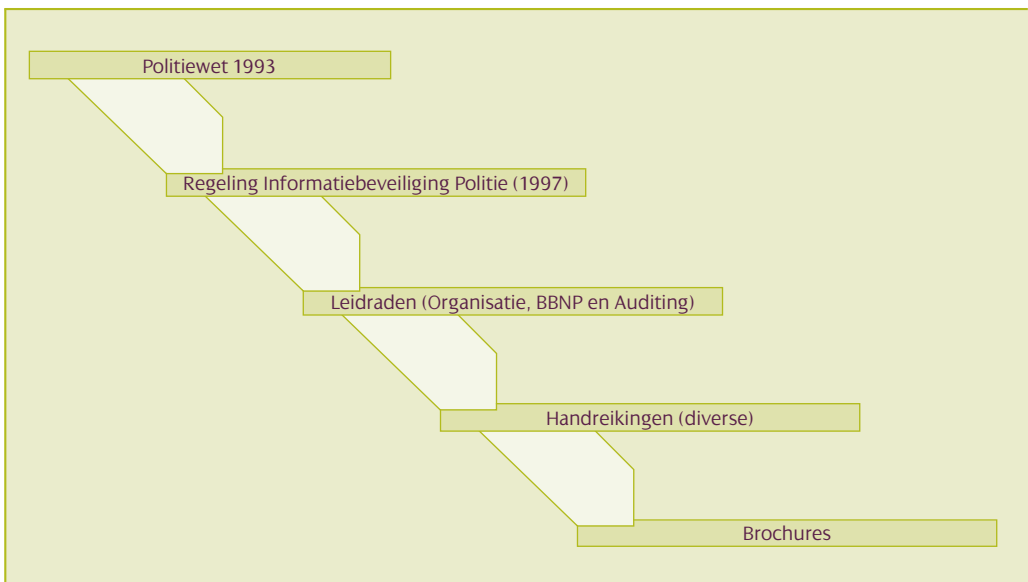 Politiewet 1993
Regeling Informatiebeveiliging Politie (1997)
Leidraden (Organisatie, BBNP en Auditing)
Handreikingen (diverse)
Brochures